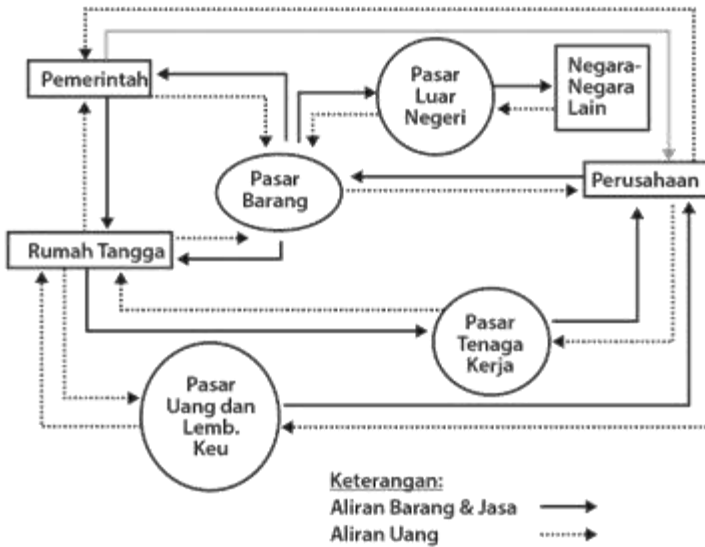 Pemerintah
Pasar
Luar
Negeri
Negara-
Negara
Lain
Pasar
Barang
Perusahaan
Rumah Tangga
Pasar
Tenaga
Kerja
Pasar
Uang dan
Lemb.
Keu
Keterangan:
Aliran Barang & Jasa
Aliran Uang